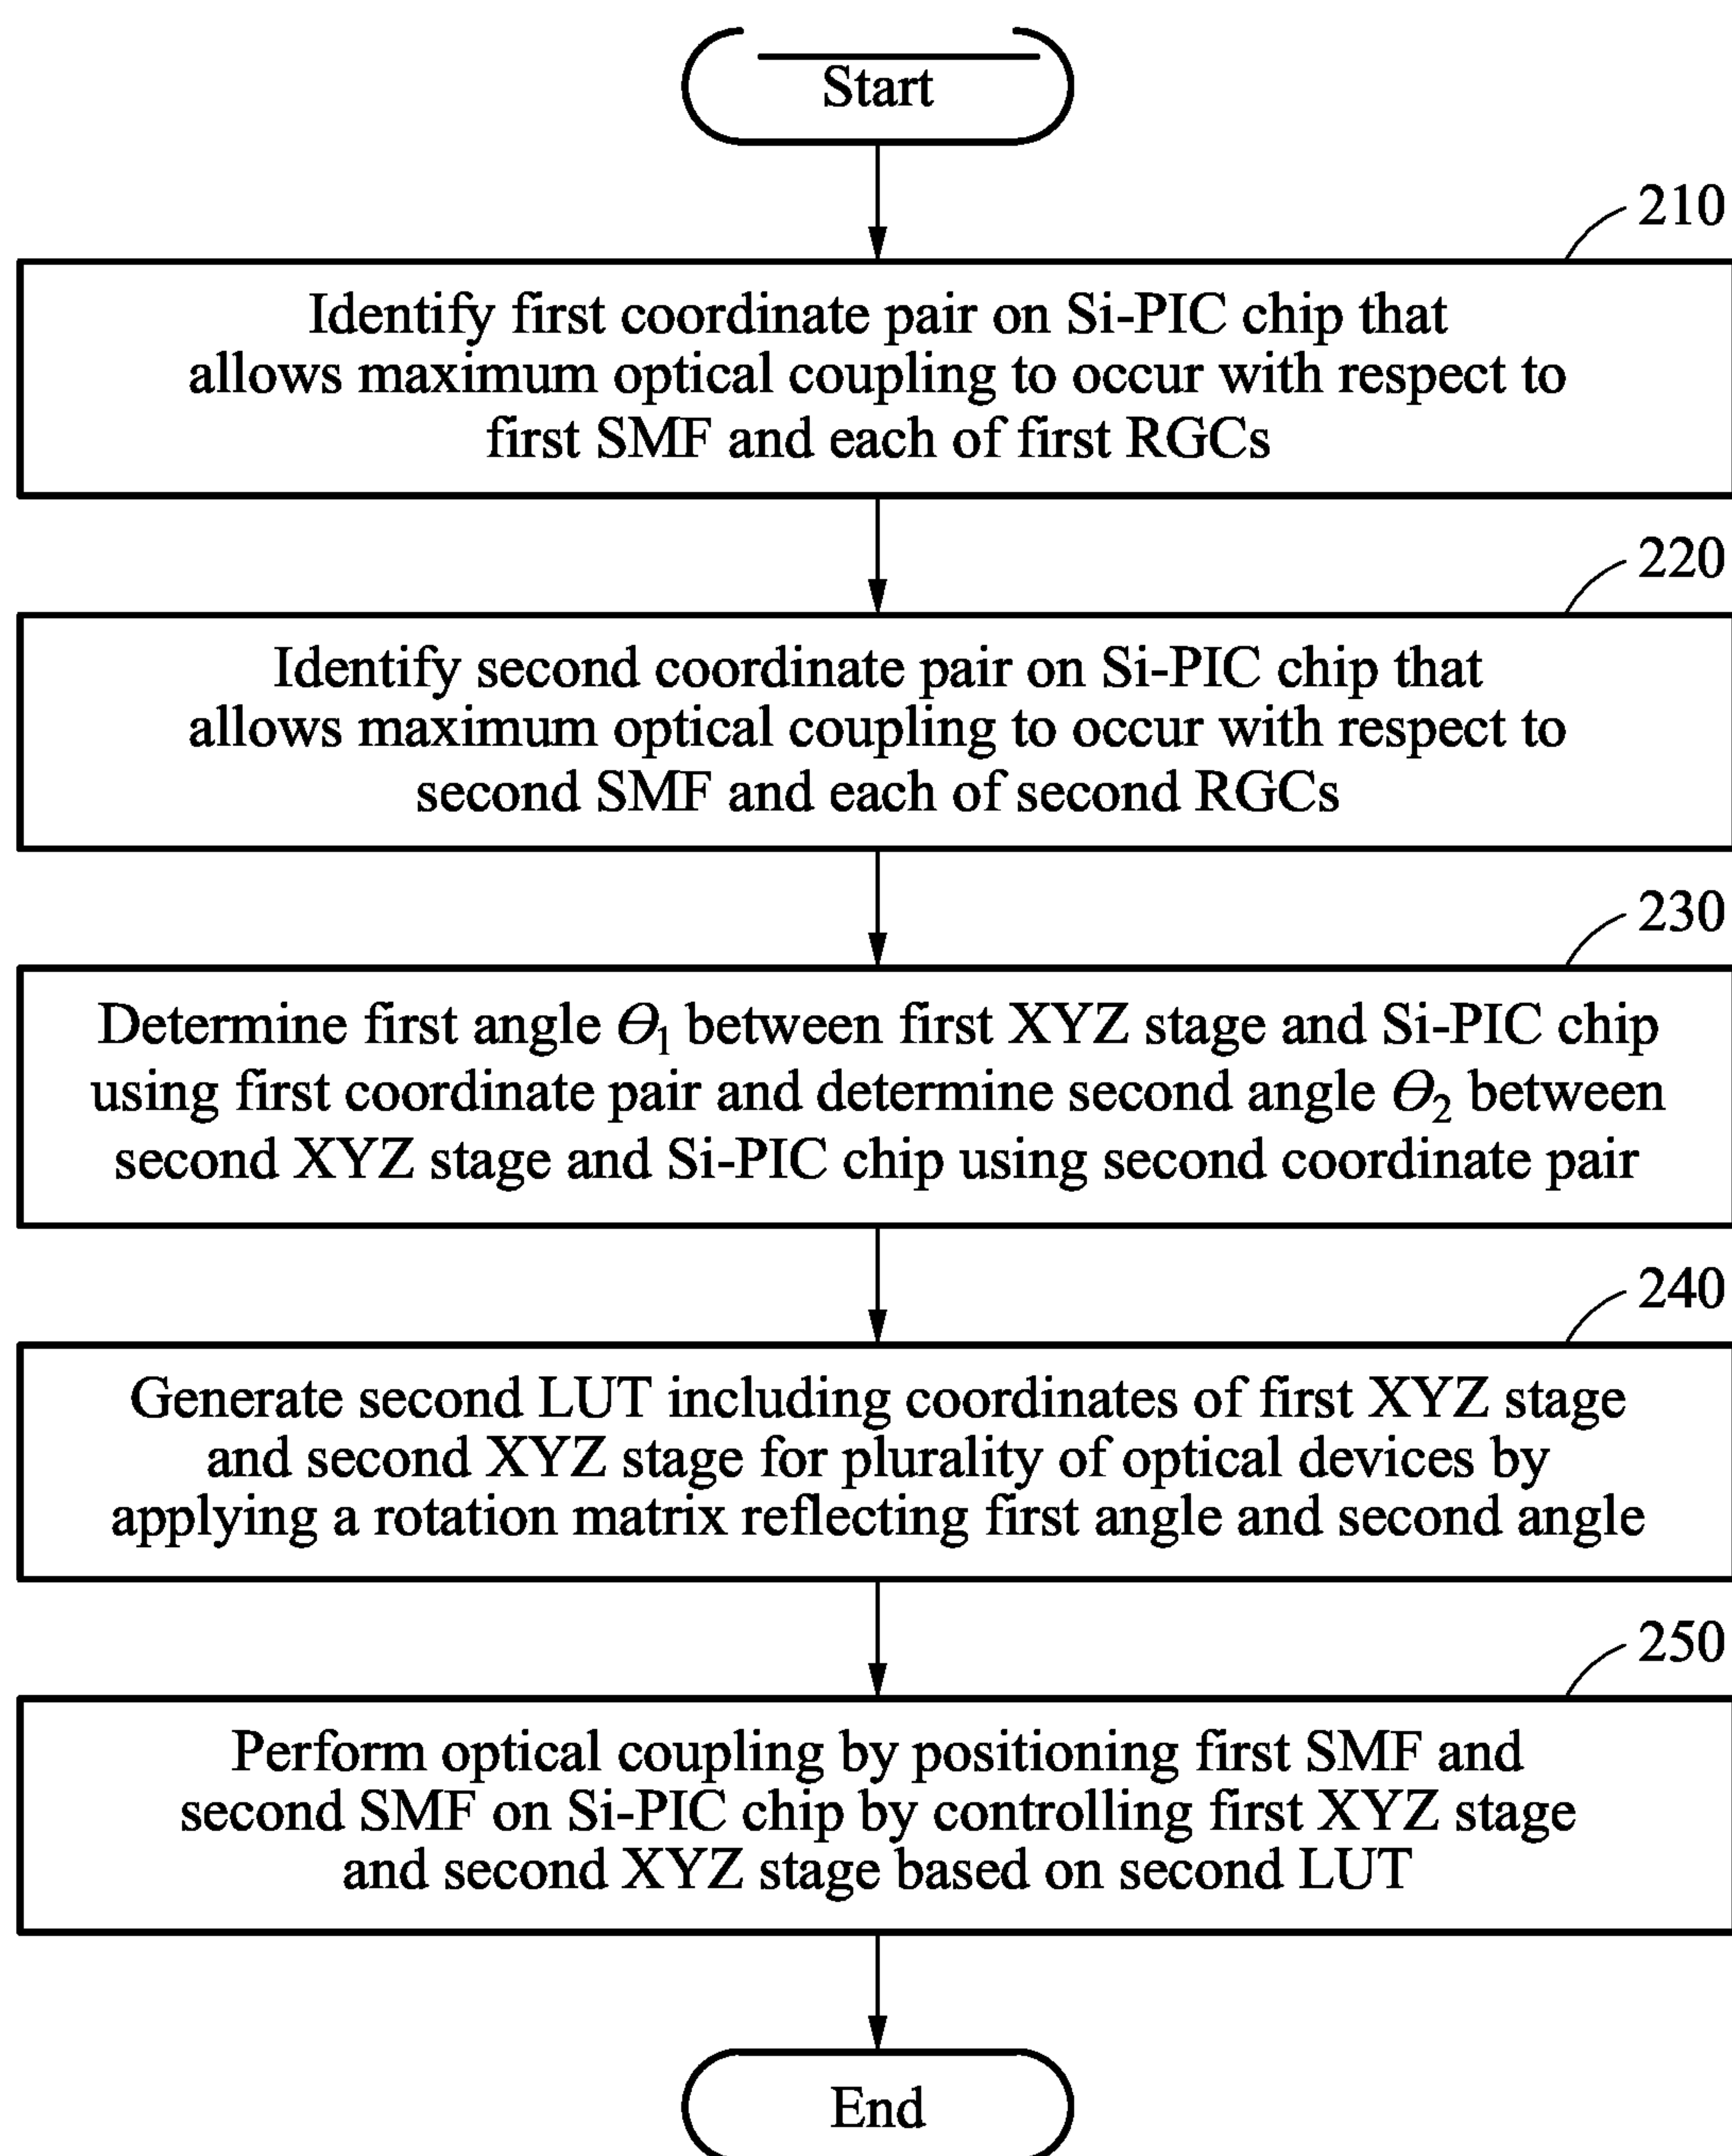 Start
210
Identify first coordinate pair on Si-PIC chip that
allows maximum optical coupling to occur with respect to
first SMF and each of first RGCs
220
Identify second coordinate pair on Si-PIC chip that
allows maximum optical coupling to occur with respect to
second SMF and each of second RGCs
230
Determine first angle Θ₁ between first XYZ stage and Si-PIC chip
using first coordinate pair and determine second angle Θ₂ between
second XYZ stage and Si-PIC chip using second coordinate pair
240
Generate second LUT including coordinates of first XYZ stage
and second XYZ stage for plurality of optical devices by
applying a rotation matrix reflecting first angle and second angle
250
Perform optical coupling by positioning first SMF and
second SMF on Si-PIC chip by controlling first XYZ stage
and second XYZ stage based on second LUT
End